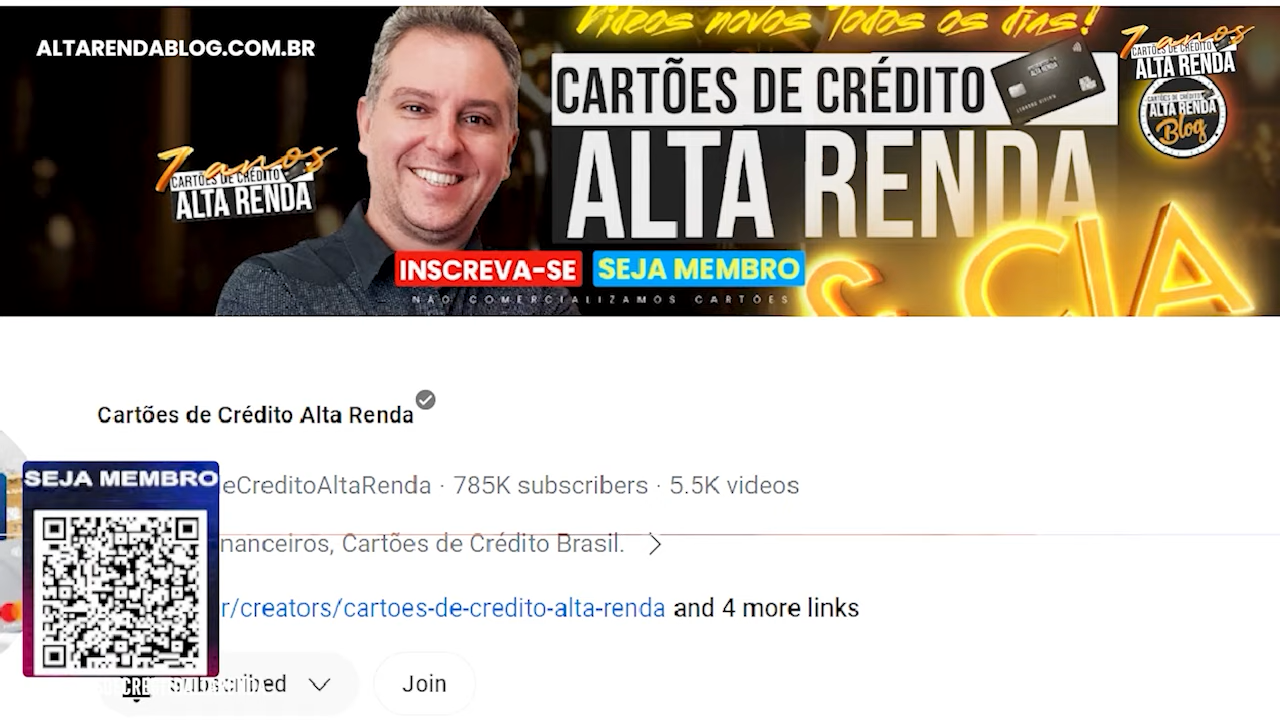 Vídeos novos Todos os dias!
ALTARENDABLOG.COM.BR
CARTÕES DE CRÉDITO
ALTA RENDA
& CIA
7 anos
CARTÕES DE CRÉDITO
ALTA RENDA
7 anos
CARTÕES DE CRÉDITO
ALTA RENDA
CARTÕES DE CRÉDITO
ALTA RENDA
Blog
INSCREVA-SE
SEJA MEMBRO
NÃO COMERCIALIZAMOS CARTÕES
Cartões de Crédito Alta Renda
SEJA MEMBRO
eCreditoAltaRenda · 785K subscribers · 5.5K videos
nanceiros, Cartões de Crédito Brasil.
r/creators/cartoes-de-credito-alta-renda and 4 more links
Join